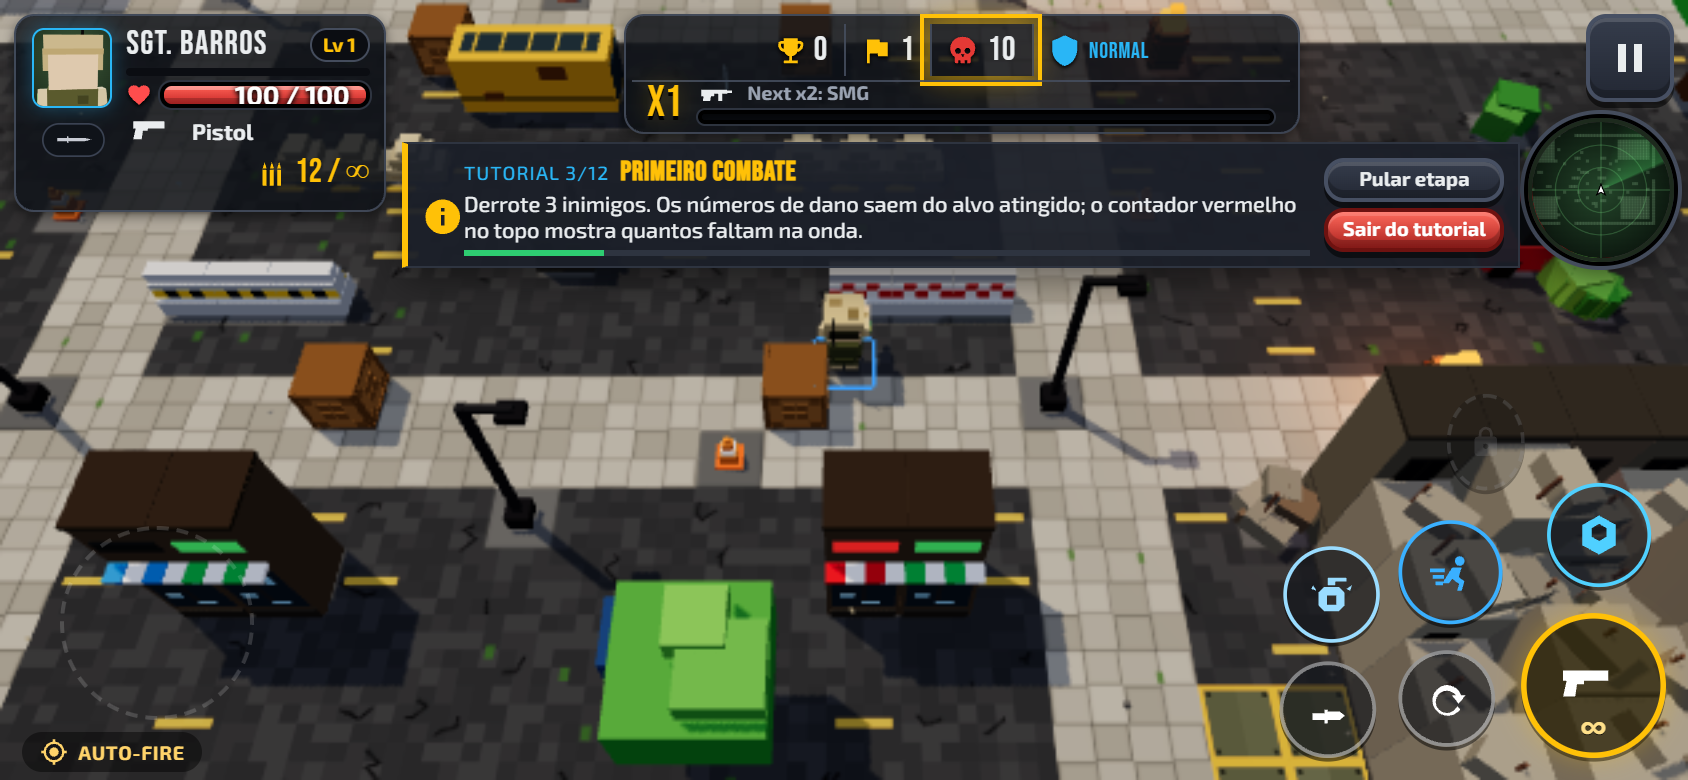 SGT. BARROS
Lv 1
100 / 100
Pistol
12 / ∞
0
1
10
NORMAL
X1
Next x2: SMG
TUTORIAL 3/12 PRIMEIRO COMBATE
Derrote 3 inimigos. Os números de dano saem do alvo atingido; o contador vermelho
no topo mostra quantos faltam na onda.
Pular etapa
Sair do tutorial
∞
AUTO-FIRE